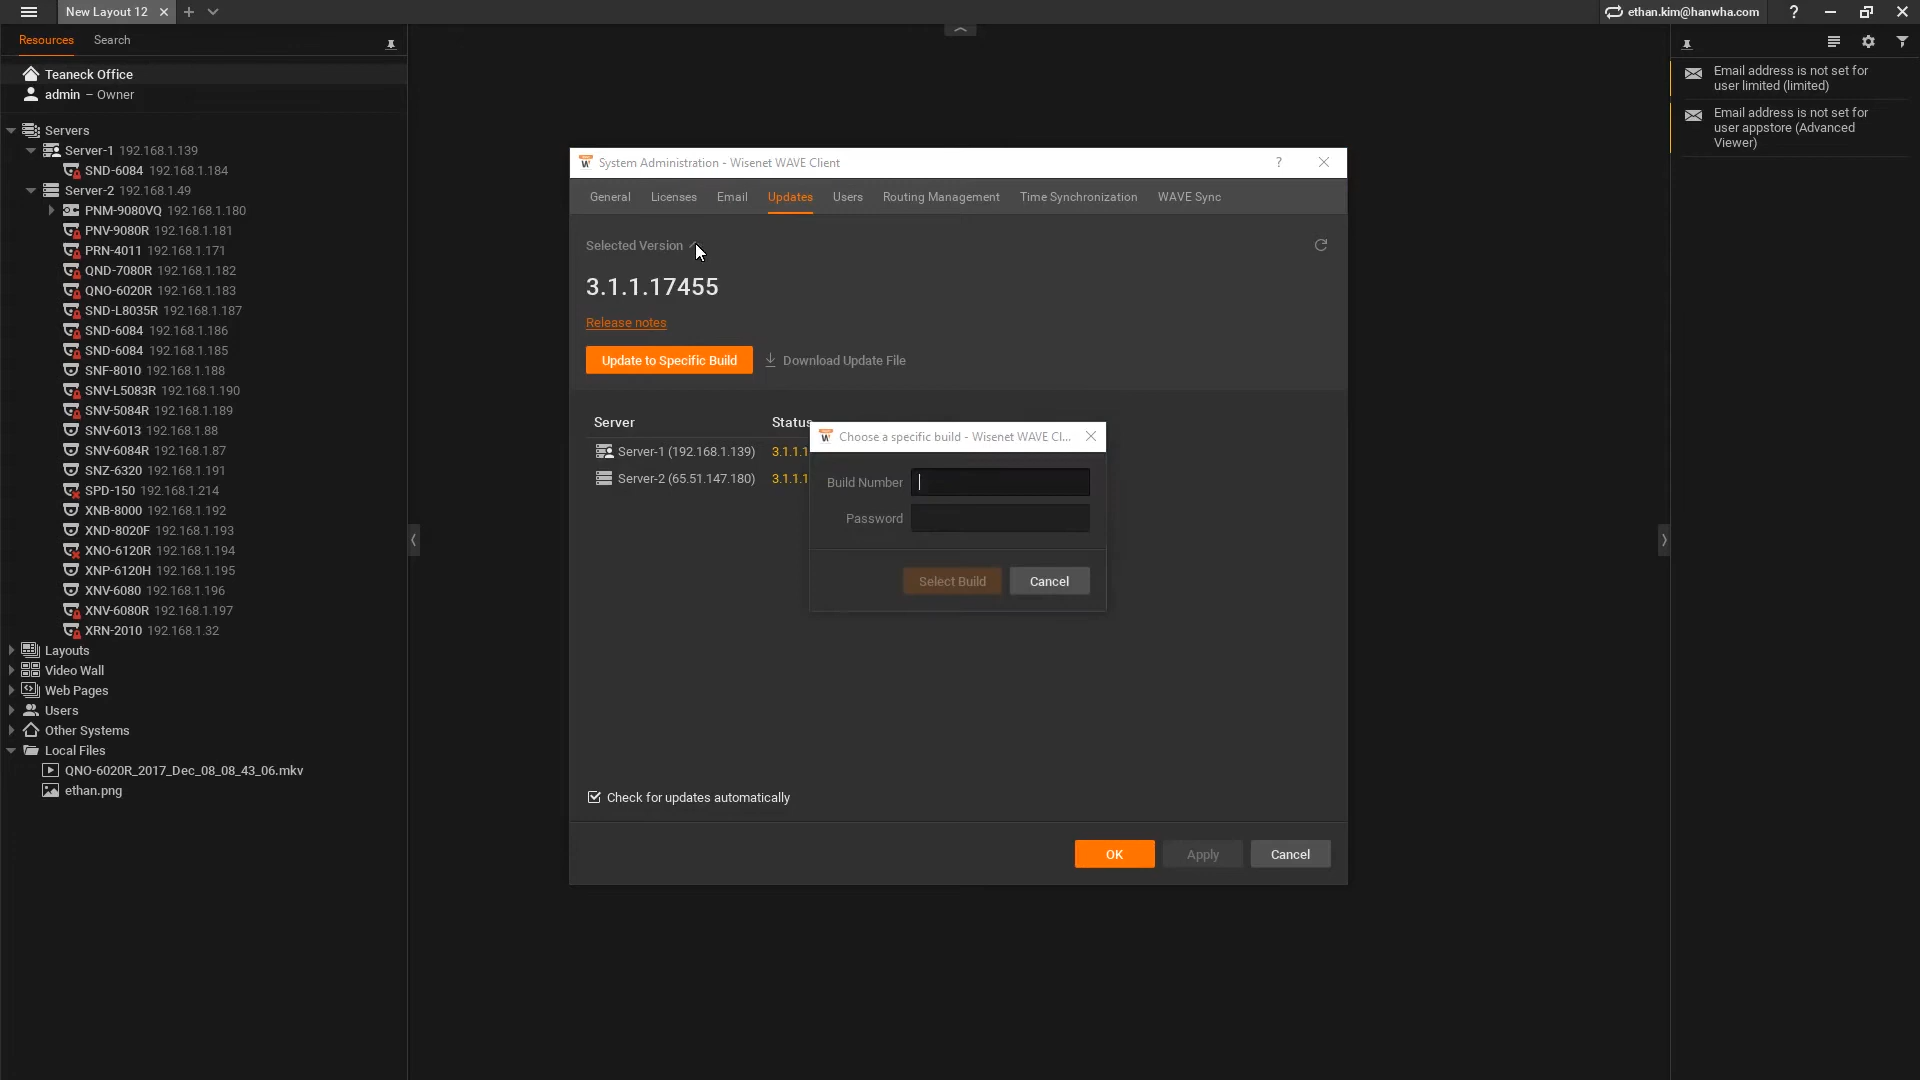 New Layout 12
ethan.kim@hanwha.com
?
Resources
Search
Teaneck Office
admin – Owner
Servers
Server-1 192.168.1.139
SND-6084 192.168.1.184
Server-2 192.168.1.49
PNM-9080VQ 192.168.1.180
PNV-9080R 192.168.1.181
PRN-4011 192.168.1.171
QND-7080R 192.168.1.182
QNO-6020R 192.168.1.183
SND-L8035R 192.168.1.187
SND-6084 192.168.1.186
SND-6084 192.168.1.185
SNF-8010 192.168.1.188
SNV-L5083R 192.168.1.190
SNV-5084R 192.168.1.189
SNV-6013 192.168.1.88
SNV-6084R 192.168.1.87
SNZ-6320 192.168.1.191
SPD-150 192.168.1.214
XNB-8000 192.168.1.192
XND-8020F 192.168.1.193
XNO-6120R 192.168.1.194
XNP-6120H 192.168.1.195
XNV-6080 192.168.1.196
XNV-6080R 192.168.1.197
XRN-2010 192.168.1.32
Layouts
Video Wall
Web Pages
Users
Other Systems
Local Files
QNO-6020R_2017_Dec_08_08_43_06.mkv
ethan.png
System Administration - Wisenet WAVE Client
?
General
Licenses
Email
Updates
Users
Routing Management
Time Synchronization
WAVE Sync
Selected Version
3.1.1.17455
Release notes
Update to Specific Build
Download Update File
Server
Status
Server-1 (192.168.1.139)
3.1.1.1
Server-2 (65.51.147.180)
3.1.1.1
Choose a specific build - Wisenet WAVE Cl...
Build Number
Password
Select Build
Cancel
Check for updates automatically
OK
Apply
Cancel
Email address is not set for
user limited (limited)
Email address is not set for
user appstore (Advanced
Viewer)